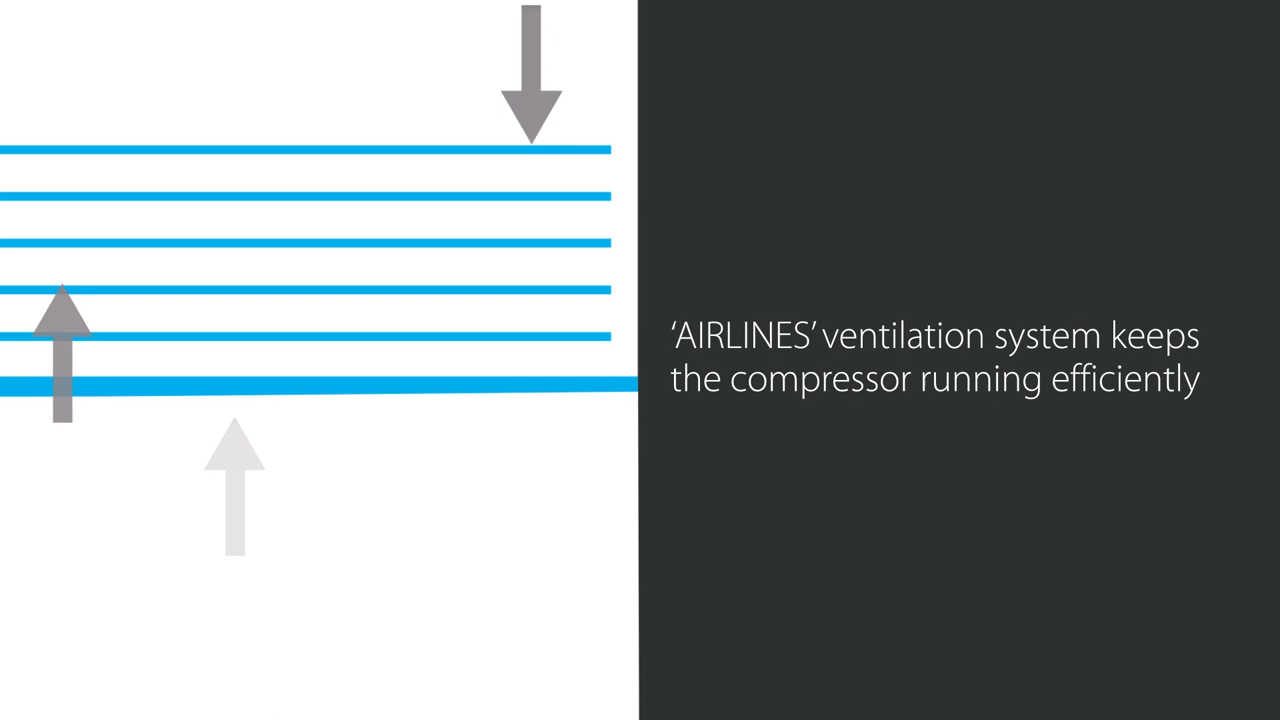 ‘AIRLINES’ ventilation system keeps
the compressor running efficiently